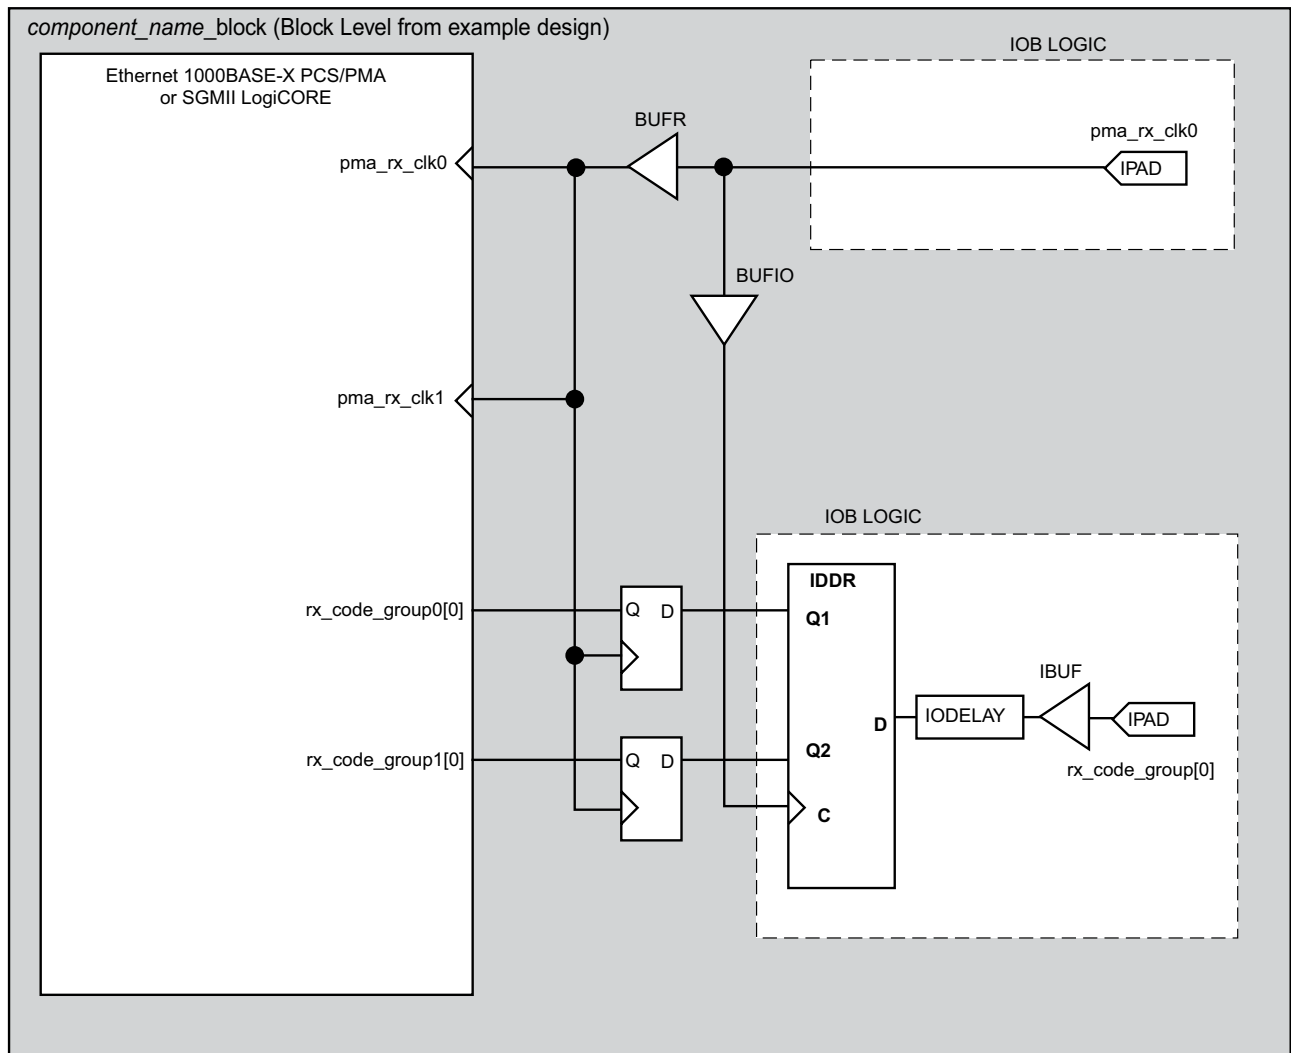 component_name_block (Block Level from example design)
IOB LOGIC
Ethernet 1000BASE-X PCS/PMA
or SGMII LogiCORE
BUFR
pma_rx_clk0
pma_rx_clk0
IPAD
BUFIO
pma_rx_clk1
IOB LOGIC
IDDR
rx_code_group0[0]
Q D
Q1
IBUF
D
IODELAY
IPAD
rx_code_group1[0]
Q D
Q2
rx_code_group[0]
C